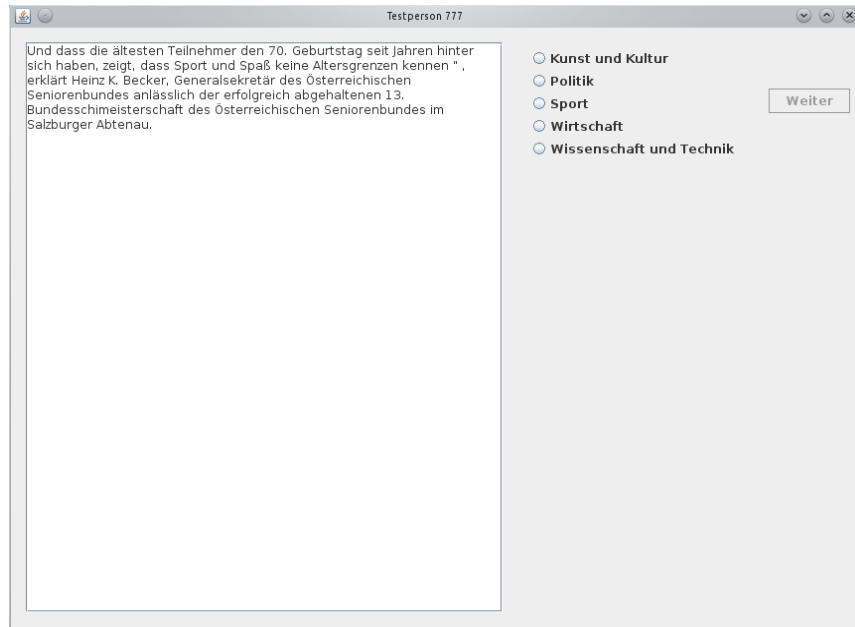 Testperson 777
Und dass die ältesten Teilnehmer den 70. Geburtstag seit Jahren hinter
sich haben, zeigt, dass Sport und Spaß keine Altersgrenzen kennen " ,
erklärt Heinz K. Becker, Generalsekretär des Österreichischen
Seniorenbundes anlässlich der erfolgreich abgehaltenen 13.
Bundesschimeisterschaft des Österreichischen Seniorenbundes im
Salzburger Abtenau.
Kunst und Kultur
Politik
Sport
Wirtschaft
Wissenschaft und Technik
Weiter